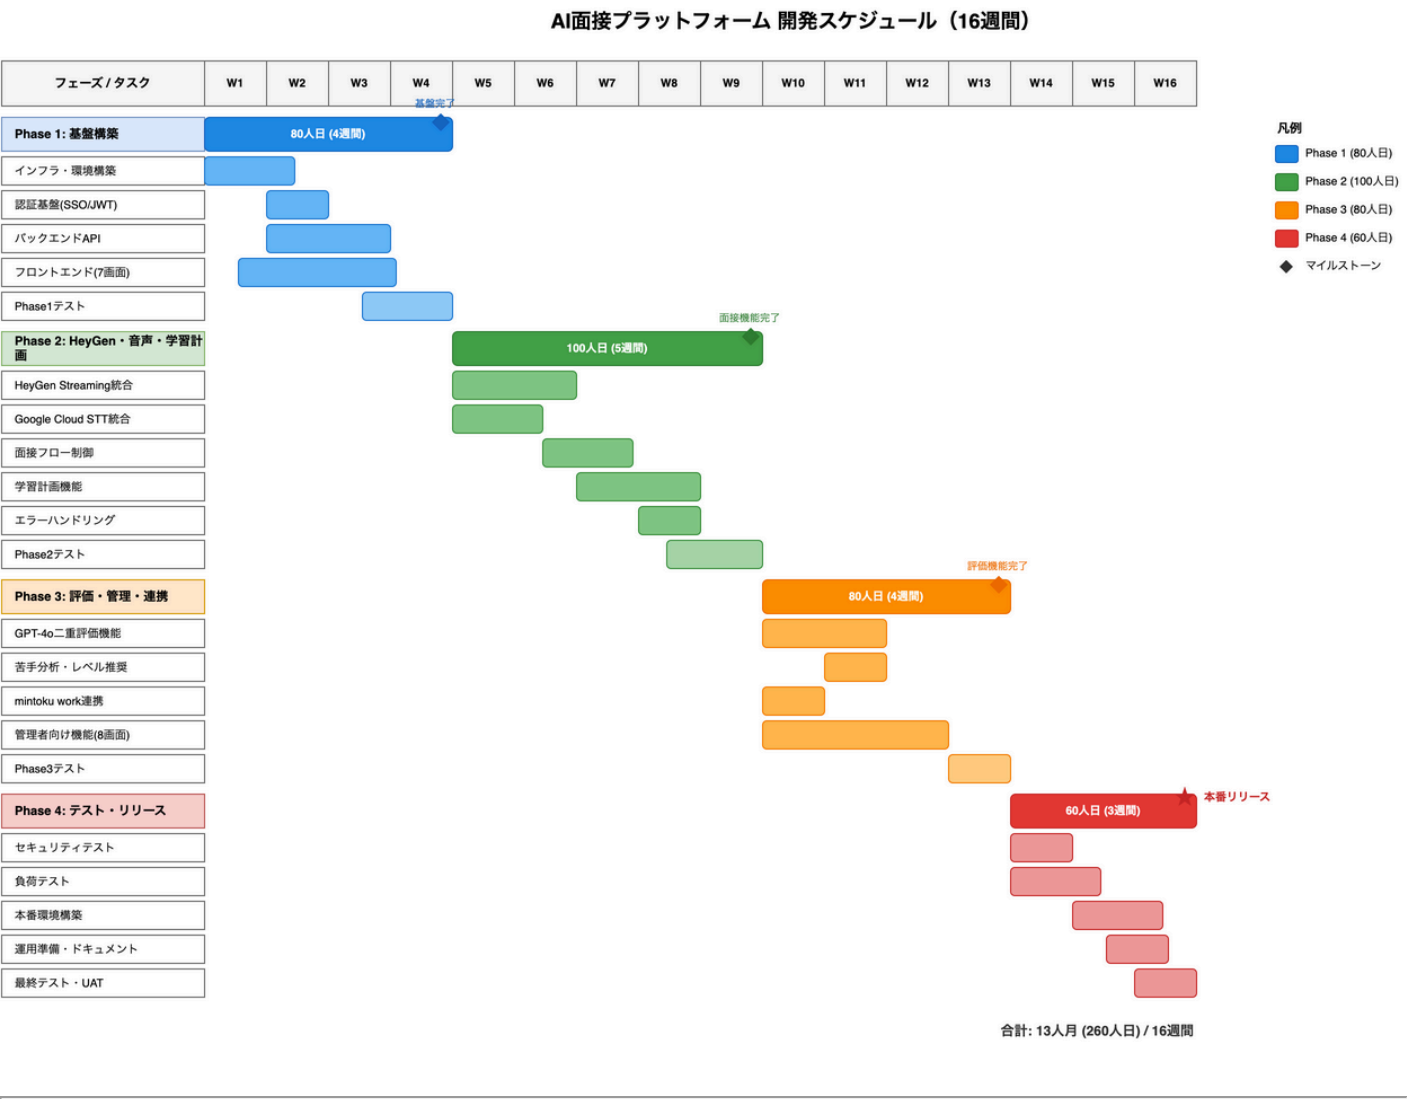 AI面接プラットフォーム 開発スケジュール（16週間）
フェーズ / タスク W1 W2 W3 W4 W5 W6 W7 W8 W9 W10 W11 W12 W13 W14 W15 W16
基盤完了
Phase 1: 基盤構築 80人日 (4週間)
インフラ・環境構築
認証基盤(SSO/JWT)
バックエンドAPI
フロントエンド(7画面)
Phase1テスト
面接機能完了
Phase 2: HeyGen・音声・学習計
画
100人日 (5週間)
HeyGen Streaming統合
Google Cloud STT統合
面接フロー制御
学習計画機能
エラーハンドリング
Phase2テスト
評価機能完了
Phase 3: 評価・管理・連携 80人日 (4週間)
GPT-4o二重評価機能
苦手分析・レベル推奨
mintoku work連携
管理者向け機能(8画面)
Phase3テスト
Phase 4: テスト・リリース 60人日 (3週間) 本番リリース
セキュリティテスト
負荷テスト
本番環境構築
運用準備・ドキュメント
最終テスト・UAT
合計: 13人月 (260人日) / 16週間
凡例
Phase 1 (80人日)
Phase 2 (100人日)
Phase 3 (80人日)
Phase 4 (60人日)
マイルストーン